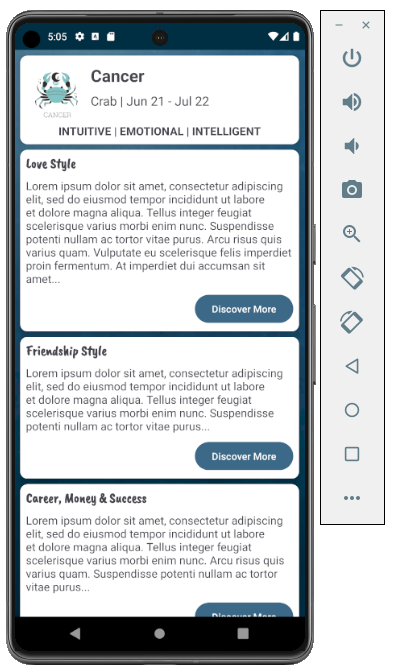 5:05
Cancer
Crab | Jun 21 - Jul 22
CANCER
INTUITIVE | EMOTIONAL | INTELLIGENT
Love Style
Lorem ipsum dolor sit amet, consectetur adipiscing
elit, sed do eiusmod tempor incididunt ut labore
et dolore magna aliqua. Tellus integer feugiat
scelerisque varius morbi enim nunc. Suspendisse
potenti nullam ac tortor vitae purus. Arcu risus quis
varius quam. Vulputate eu scelerisque felis imperdiet
proin fermentum. At imperdiet dui accumsan sit
amet...
Discover More
Friendship Style
Lorem ipsum dolor sit amet, consectetur adipiscing
elit, sed do eiusmod tempor incididunt ut labore
et dolore magna aliqua. Tellus integer feugiat
scelerisque varius morbi enim nunc. Suspendisse
potenti nullam ac tortor vitae purus...
Discover More
Career, Money & Success
Lorem ipsum dolor sit amet, consectetur adipiscing
elit, sed do eiusmod tempor incididunt ut labore
et dolore magna aliqua. Tellus integer feugiat
scelerisque varius morbi enim nunc. Arcu risus quis
varius quam. Suspendisse potenti nullam ac tortor
vitae purus...
Discover More